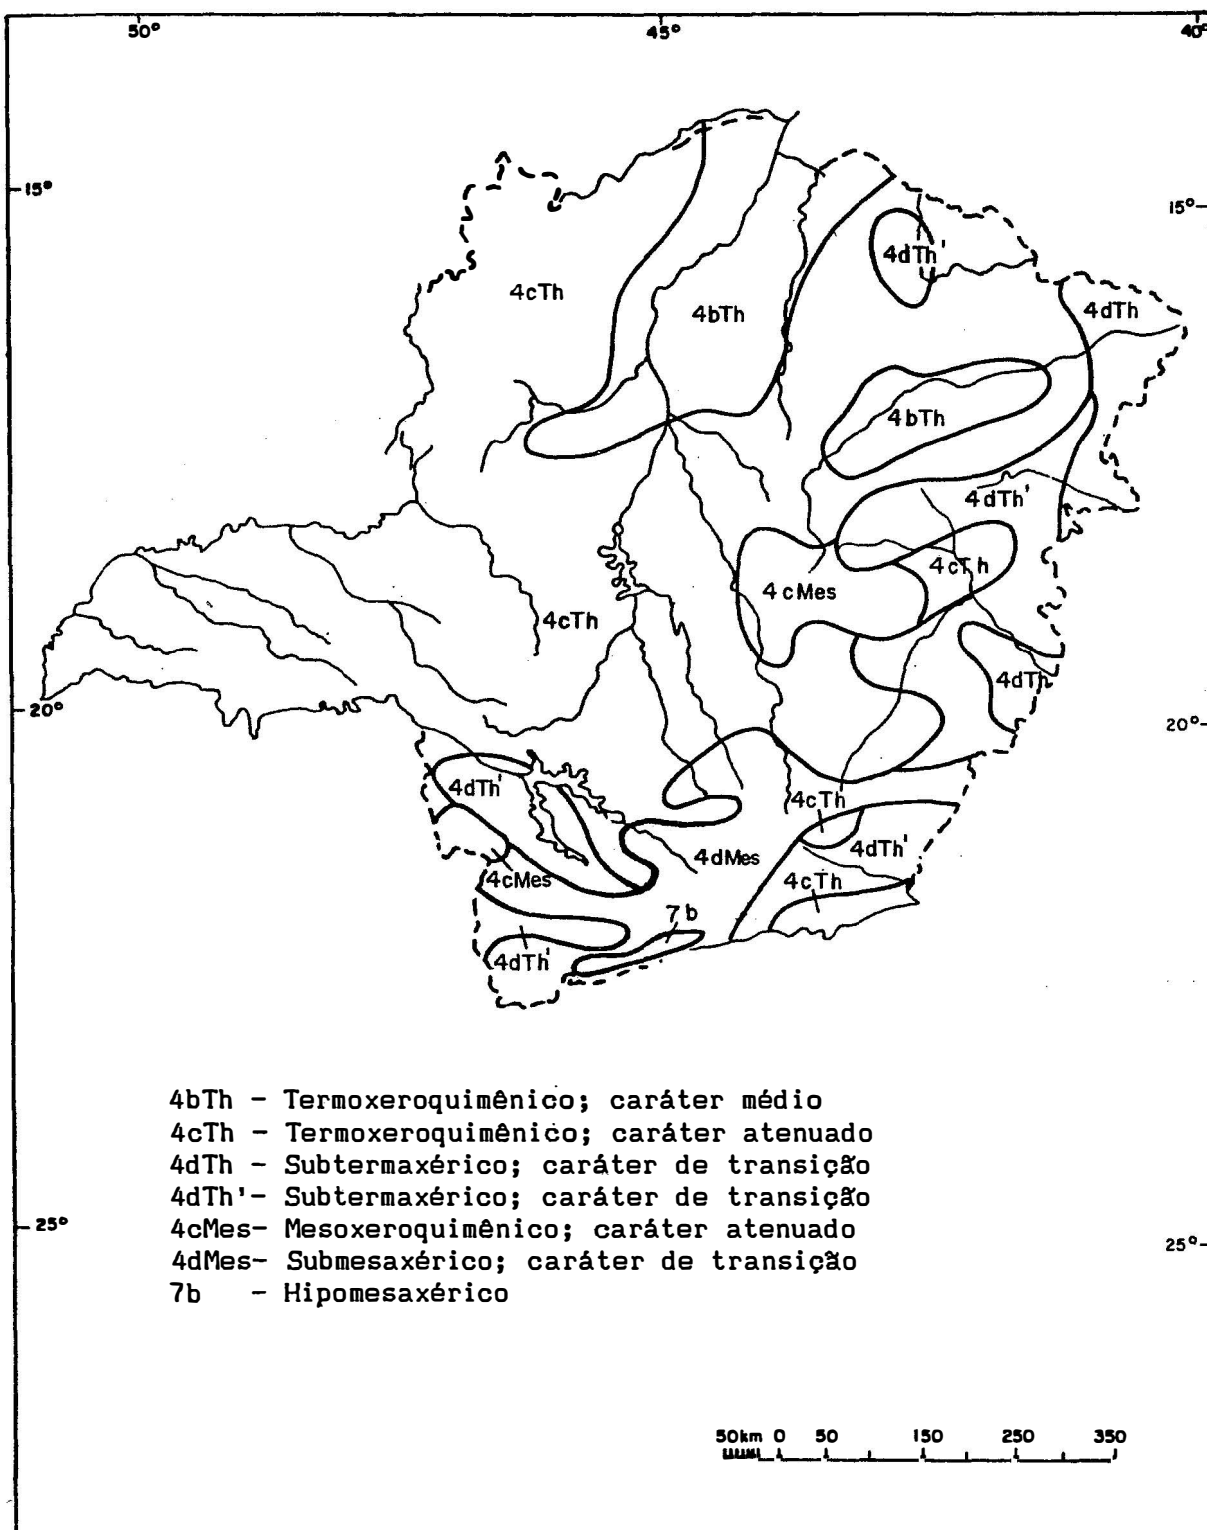 50° 45° 40°
15° 15°
4dTh'
4cTh 4bTh 4dTh
4bTh
4dTh'
4cTh
4cMes
4cTh
4dTh
20° 20°
4dTh' 4cTh
4dMes 4dTh'
4cMes 4cTh
7b
4dTh'
4bTh - Termoxeroquimênico; caráter médio
4cTh - Termoxeroquimênico; caráter atenuado
4dTh - Subtermaxérico; caráter de transição
4dTh'- Subtermaxérico; caráter de transição
4cMes- Mesoxeroquimênico; caráter atenuado
25° 25°
4dMes- Submesaxérico; caráter de transição
7b - Hipomesaxérico
50km 0 50 150 250 350